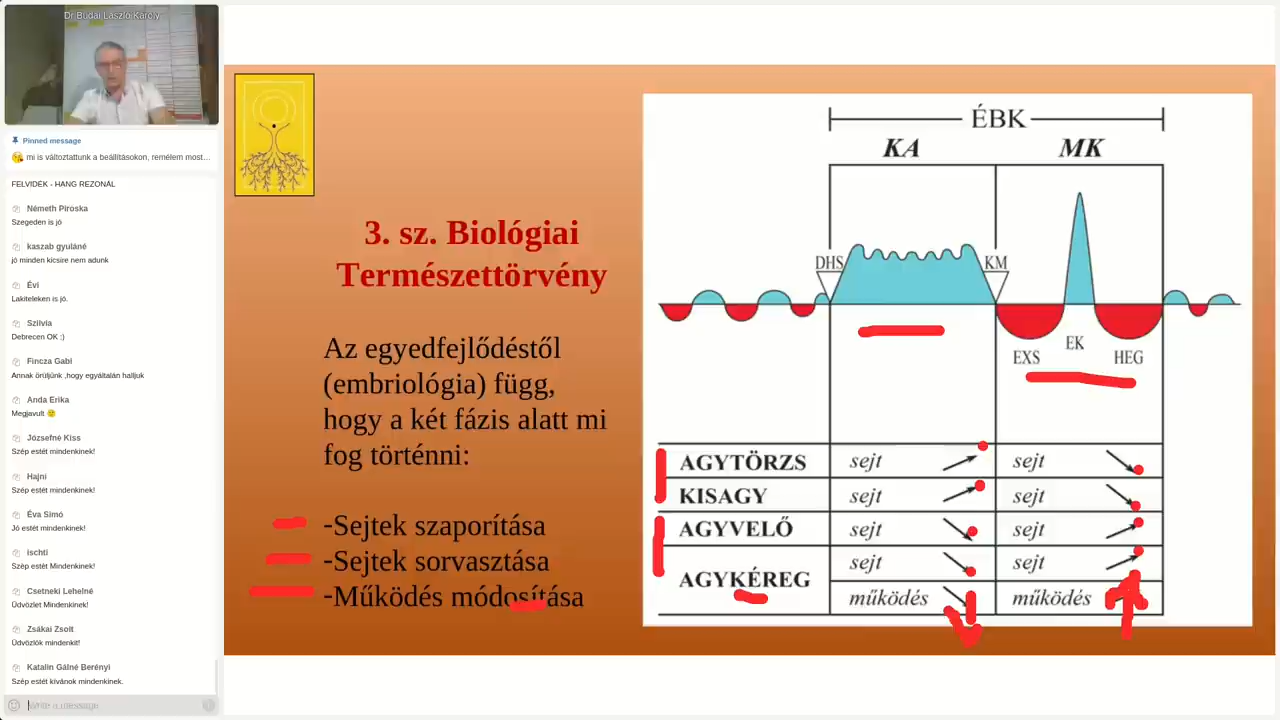 Dr Budai László Károly
Pinned message
mi is változtattunk a beállításokon, remélem most...
FELVIDÉK - HANG REZONÁL
Németh Piroska
Szegeden is jó
kaszab gyuláné
jó minden kicsire nem adunk
Évi
Lakiteleken is jó.
Szilvia
Debrecen OK :)
Fincza Gabi
Annak örülünk ,hogy egyáltalán halljuk
Anda Erika
Megjavult
Józsefné Kiss
Szép estét mindenkinek!
Hajni
Szép estét mindenkinek!
Éva Simó
Jó estét mindenkinek!
ischti
Szép estét Mindenkinek!
Csetneki Lehelné
Üdvözlet Mindenkinek!
Zsákai Zsolt
Üdvözlök mindenkit!
Katalin Gálné Berényi
Szép estét kívánok mindenkinek.
Write a message.
3. sz. Biológiai
Természettörvény
Az egyedfejlődéstől
(embriológia) függ,
hogy a két fázis alatt mi
fog történni:
-Sejtek szaporítása
-Sejtek sorvasztása
-Működés módosítása
ÉBK
KA MK
DHS KM
EXS EK HEG
AGYTÖRZS sejt sejt
KISAGY sejt sejt
AGYVELŐ sejt sejt
AGYKÉREG sejt sejt
működés működés